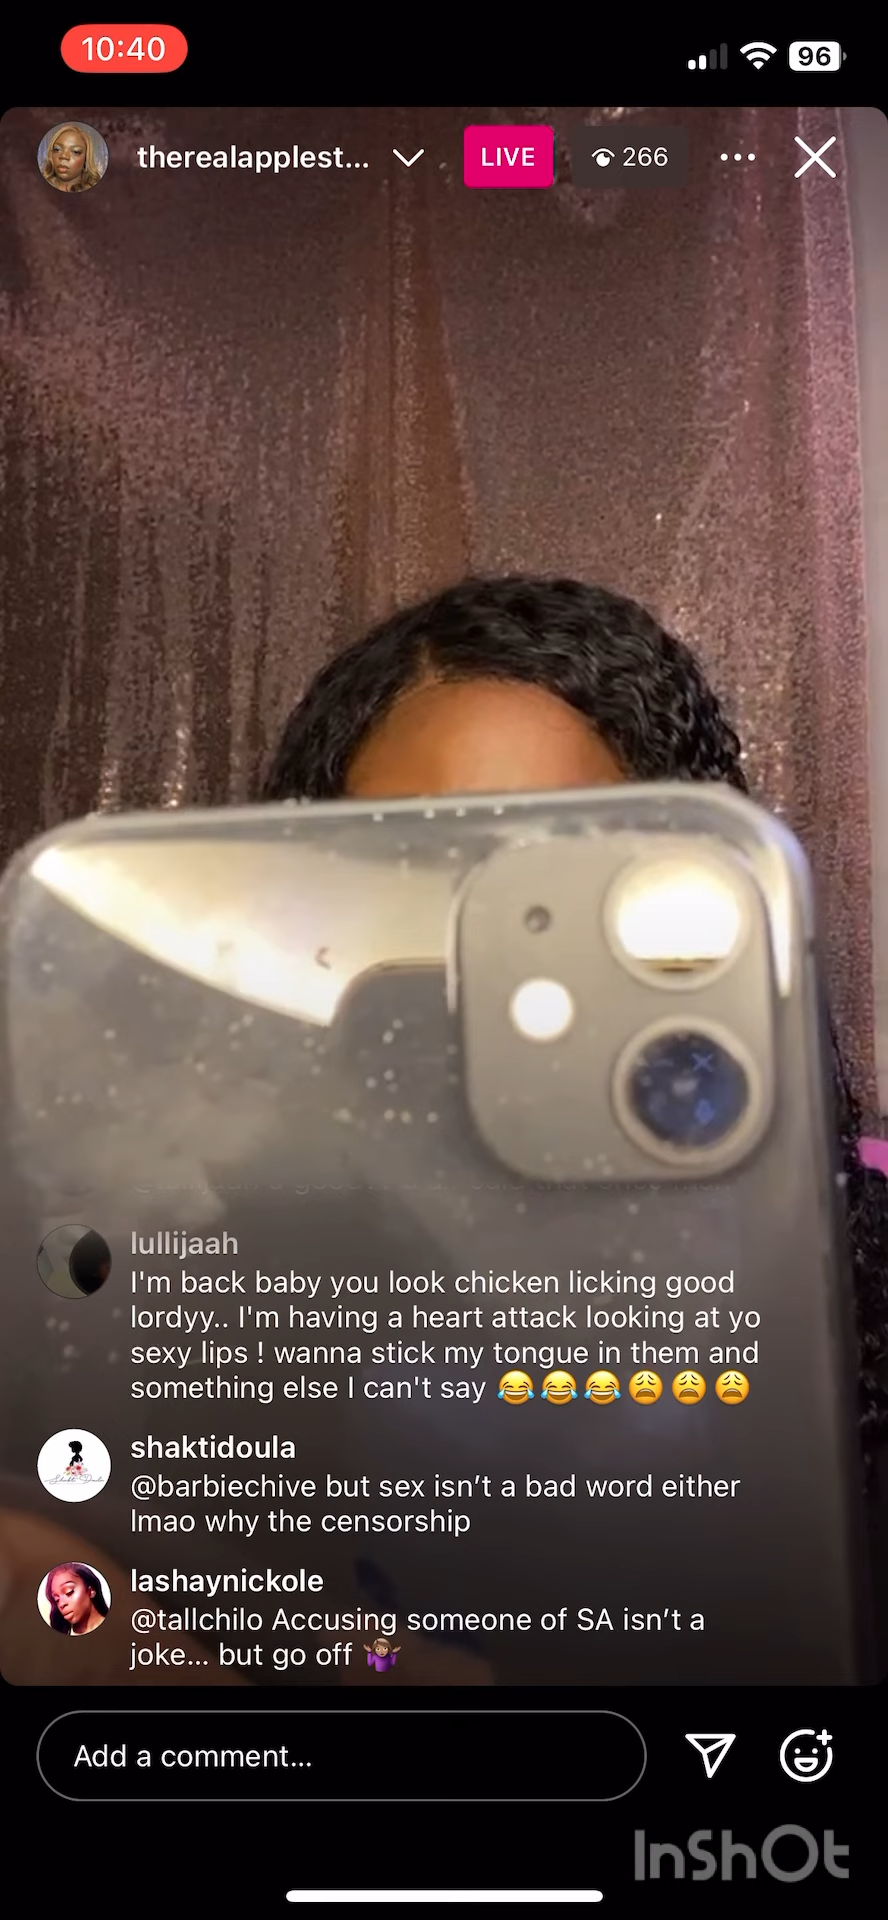 10:40
96
therealapplest...
LIVE
266
lullijaah
I'm back baby you look chicken licking good
lordyy.. I'm having a heart attack looking at yo
sexy lips ! wanna stick my tongue in them and
something else I can't say 😂😂😂😩😩😩
shaktidoula
@barbiechive but sex isn't a bad word either
lmao why the censorship
lashaynickole
@tallchilo Accusing someone of SA isn't a
joke... but go off 🤷🏽‍♀️
Add a comment...
InShOt